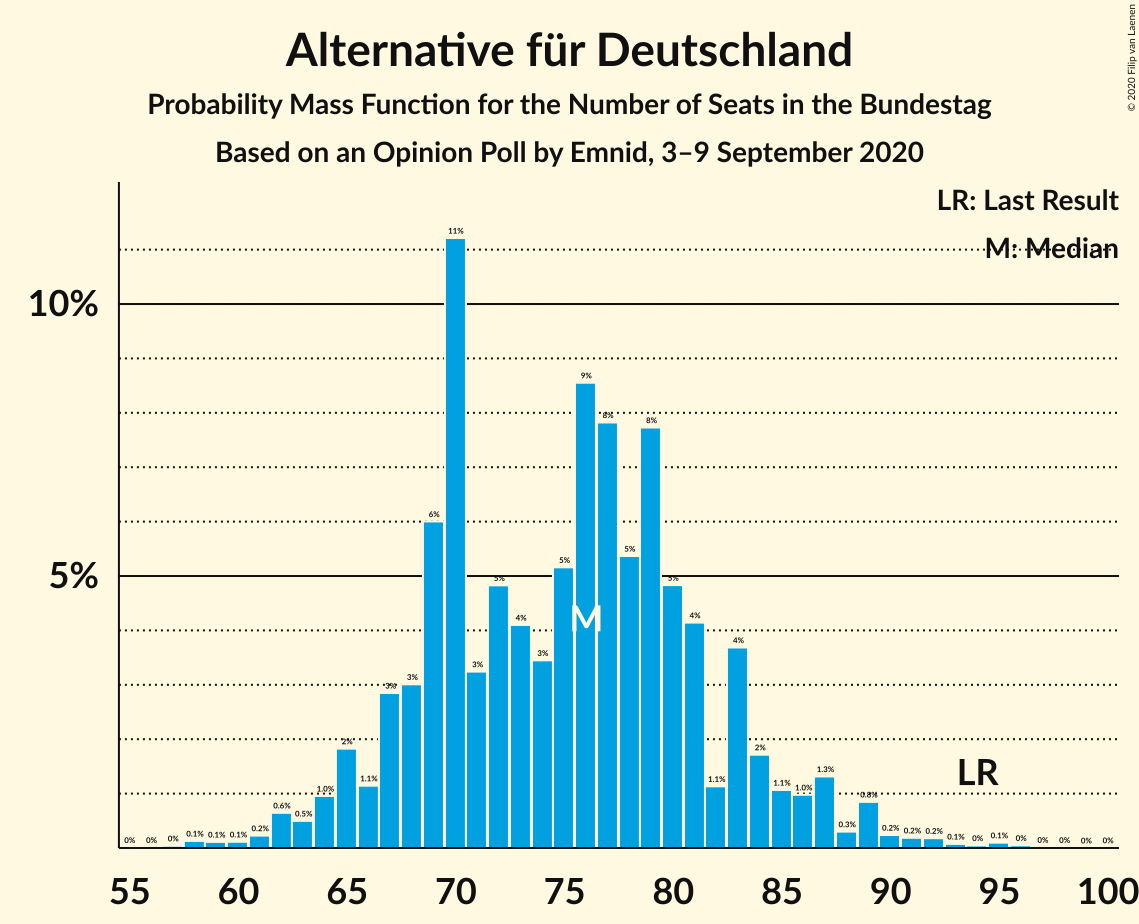 Alternative für Deutschland
Probability Mass Function for the Number of Seats in the Bundestag
Based on an Opinion Poll by Emnid, 3–9 September 2020
© 2020 Filip van Laenen
LR: Last Result
M: Median
10%
5%
0% 0% 0% 0.1% 0.1% 0.1% 0.2% 0.6% 0.5% 1.0% 2% 1.1% 3% 3% 6% 11% 3% 5% 4% 3% 5% 9% 8% 5% 8% 5% 4% 1.1% 4% 2% 1.1% 1.0% 1.3% 0.3% 0.8% 0.2% 0.2% 0.2% 0.1% 0% 0.1% 0% 0% 0% 0% 0%
M
LR
55 60 65 70 75 80 85 90 95 100